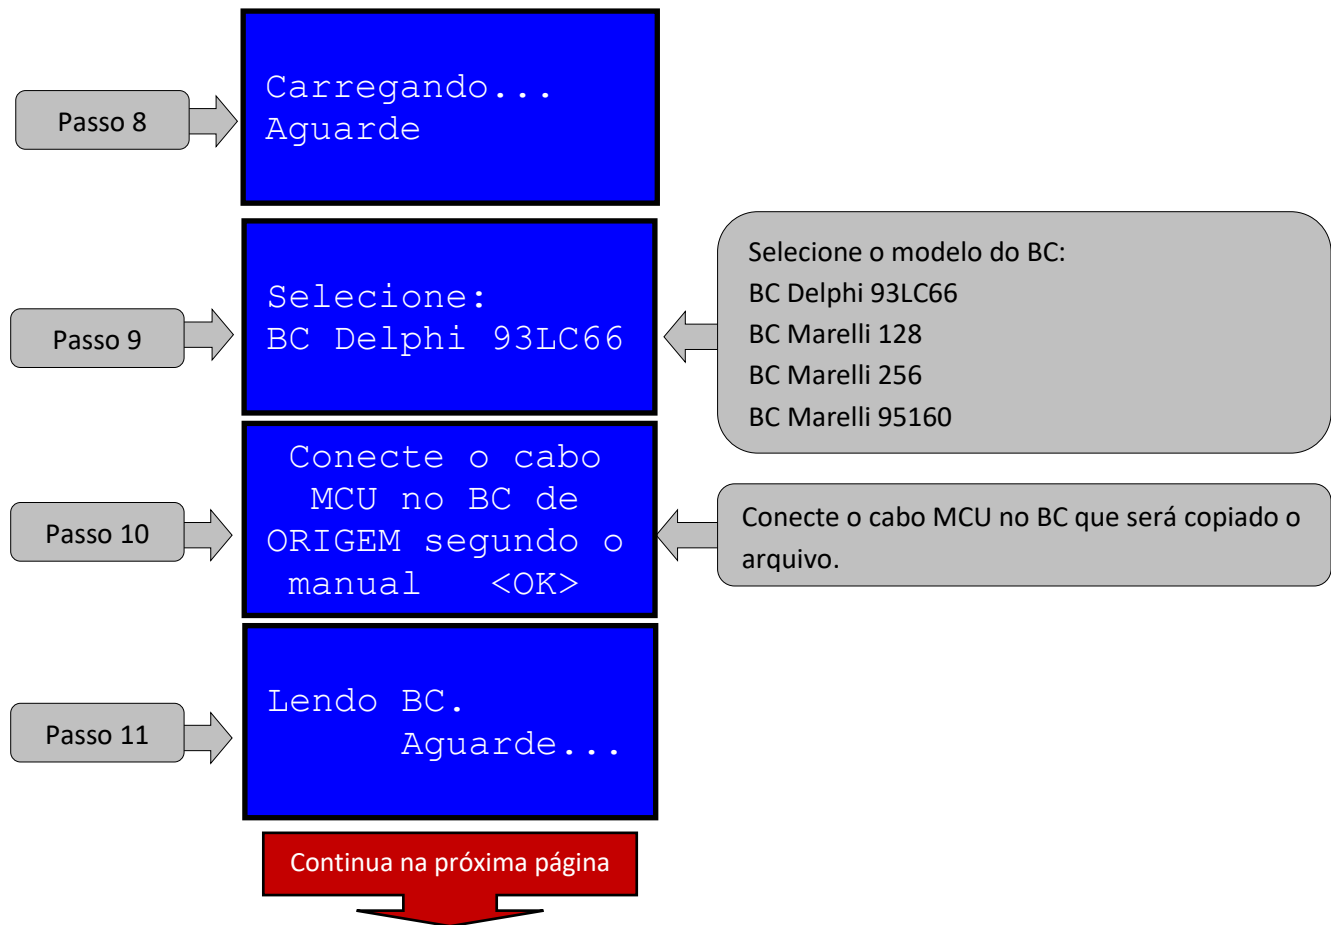 Passo 8
Carregando...
Aguarde
Passo 9
Selecione:
BC Delphi 93LC66
Selecione o modelo do BC:
BC Delphi 93LC66
BC Marelli 128
BC Marelli 256
BC Marelli 95160
Passo 10
Conecte o cabo
MCU no BC de
ORIGEM segundo o
manual <OK>
Conecte o cabo MCU no BC que será copiado o
arquivo.
Passo 11
Lendo BC.
Aguarde...
Continua na próxima página